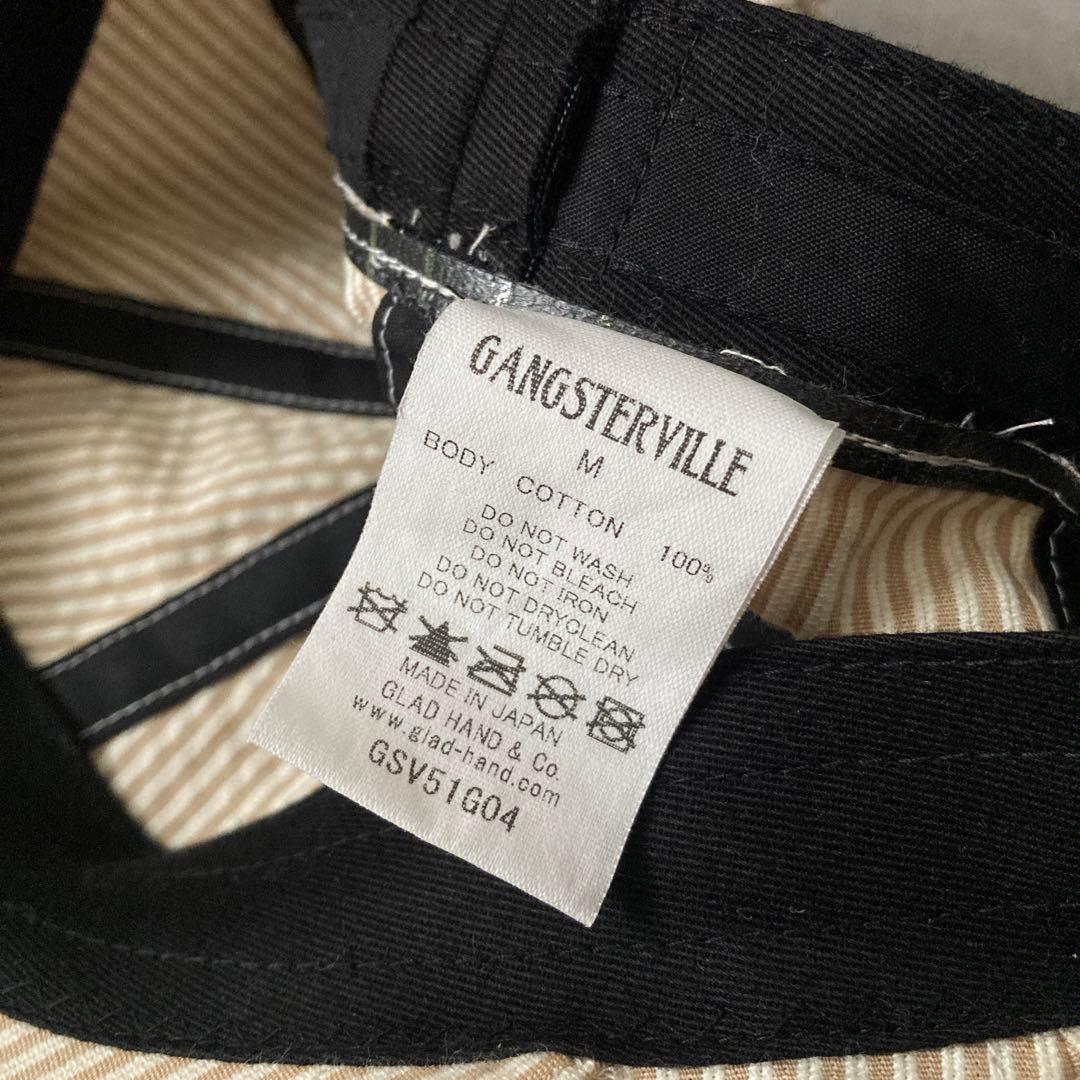 GANGSTERVILLE
M
BODY
COTTON 100%
DO NOT WASH
DO NOT BLEACH
DO NOT IRON
DO NOT DRYCLEAN
DO NOT TUMBLE DRY
MADE IN JAPAN
GLAD HAND & Co.
www.glad-hand.com
GSV51G04